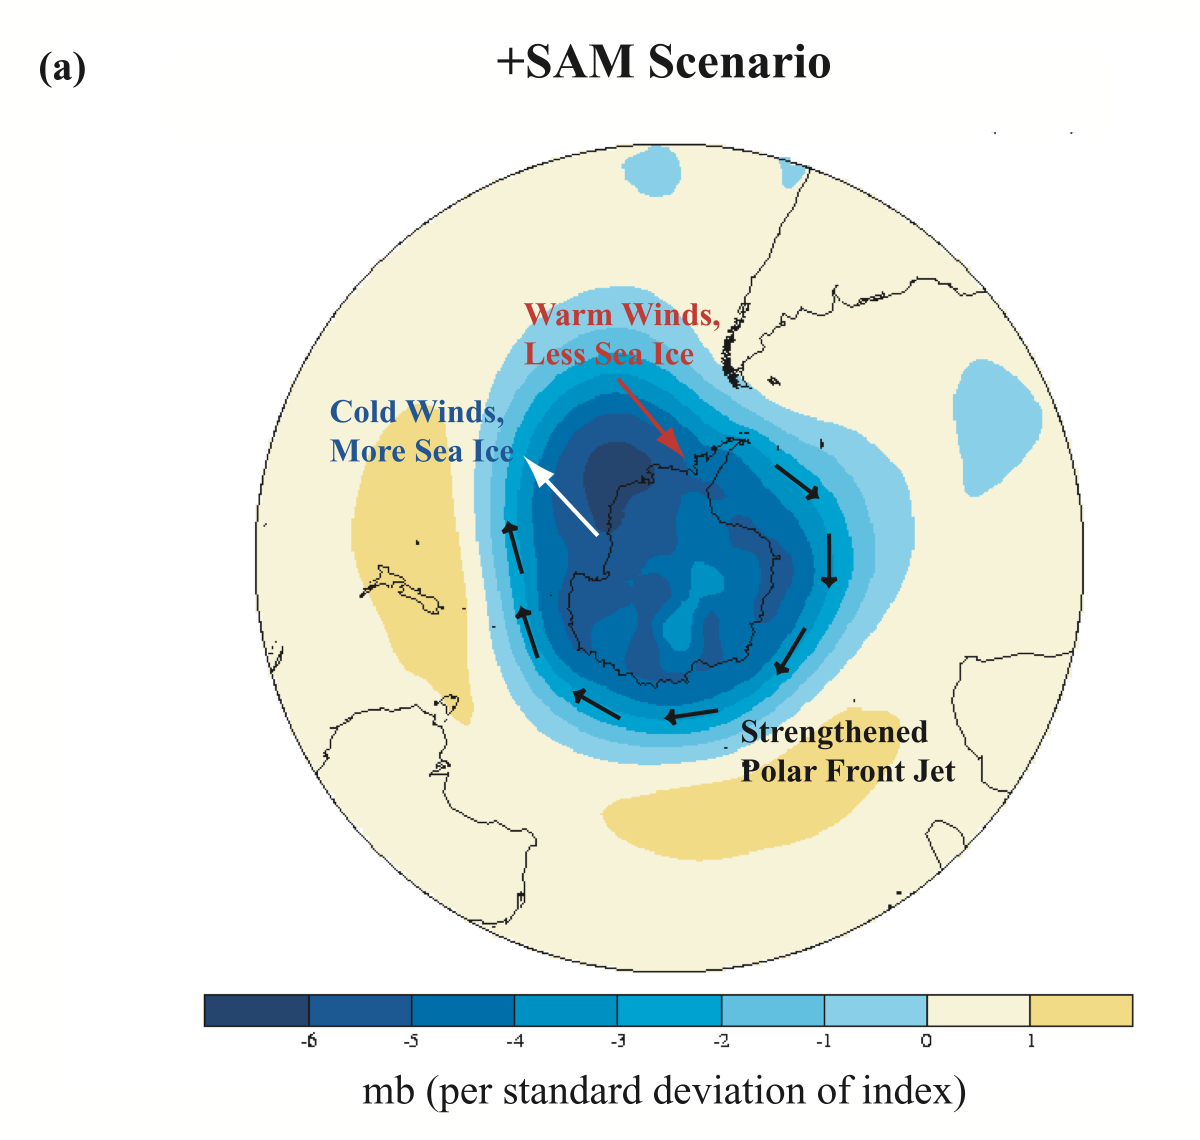 (a)
+SAM Scenario
Warm Winds,
Less Sea Ice
Cold Winds,
More Sea Ice
Strengthened
Polar Front Jet
-6 -5 -4 -3 -2 -1 0 1
mb (per standard deviation of index)